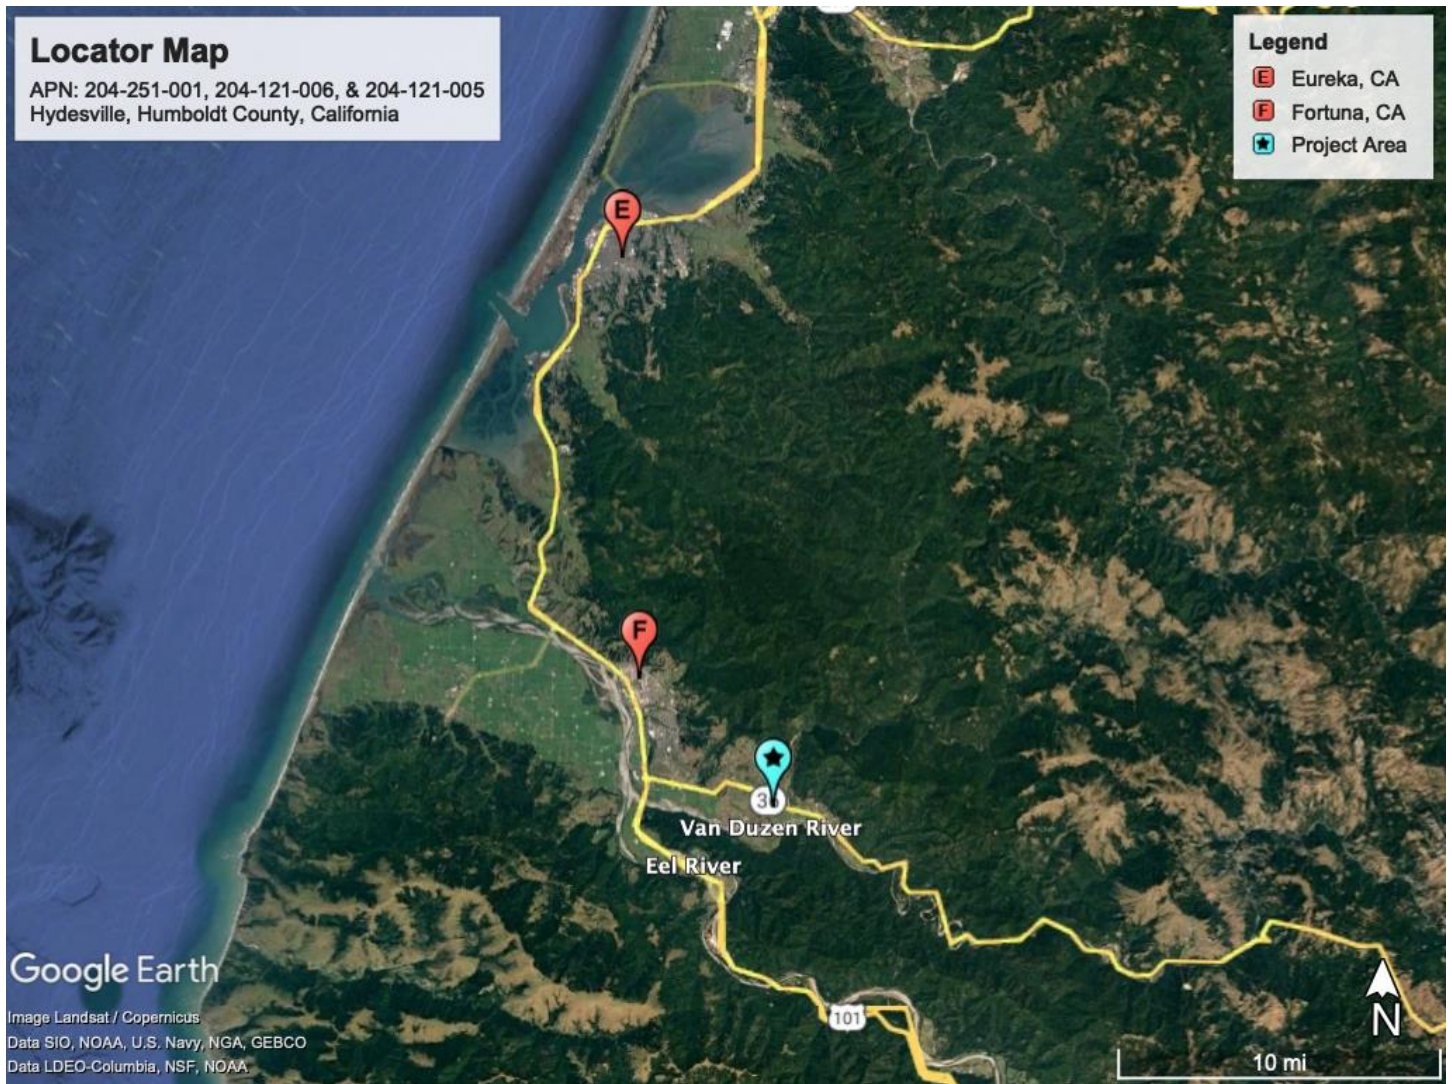 Locator Map
APN: 204-251-001, 204-121-006, & 204-121-005
Hydesville, Humboldt County, California
Legend
E Eureka, CA
F Fortuna, CA
Project Area
E
F
Van Duzen River
Eel River
101
Google Earth
Image Landsat / Copernicus
Data SIO, NOAA, U.S. Navy, NGA, GEBCO
Data LDEO-Columbia, NSF, NOAA
N
10 mi